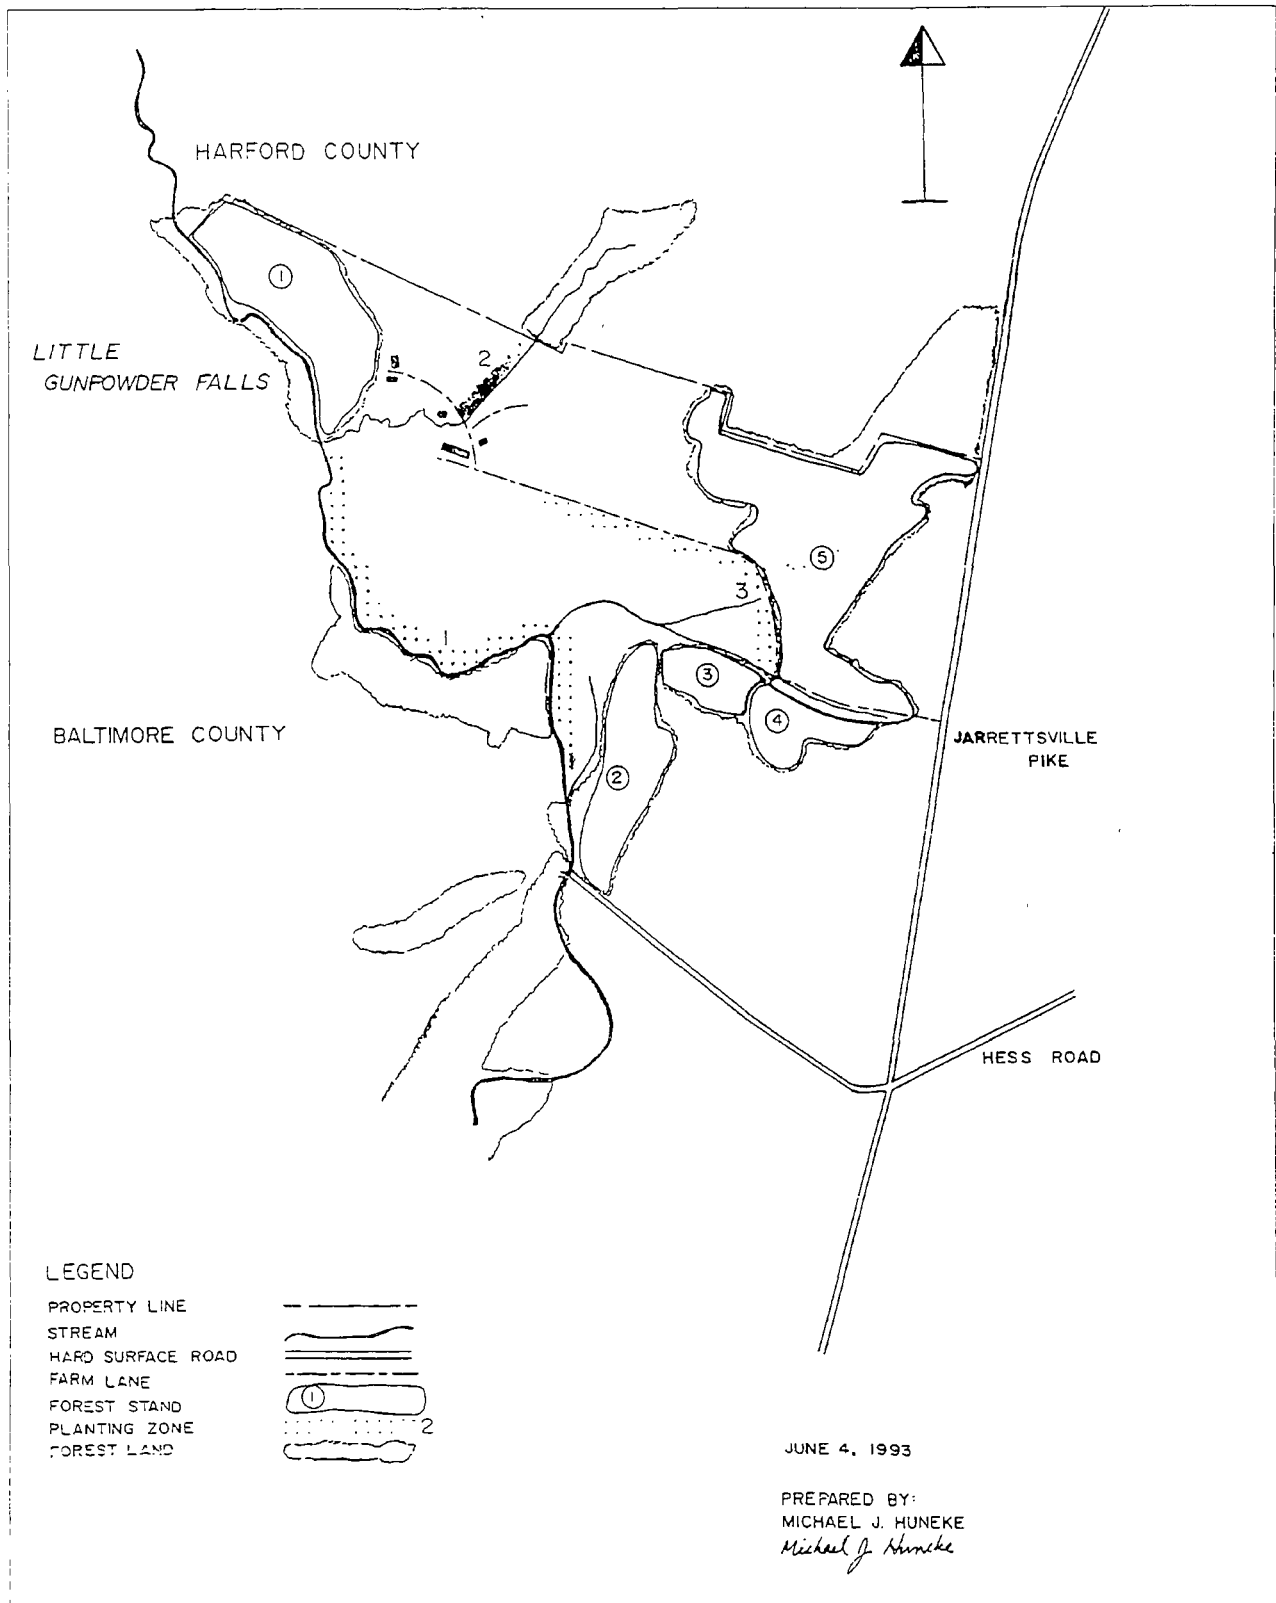 HARFORD COUNTY
①
LITTLE
GUNPOWDER FALLS
2
⑤
3
1
③
④
BALTIMORE COUNTY
JARRETTSVILLE
PIKE
②
HESS ROAD
LEGEND
PROPERTY LINE
STREAM
HARD SURFACE ROAD
FARM LANE
FOREST STAND ①
PLANTING ZONE 2
FOREST LAND
JUNE 4, 1993
PREPARED BY:
MICHAEL J. HUNEKE
Michael J Huneke